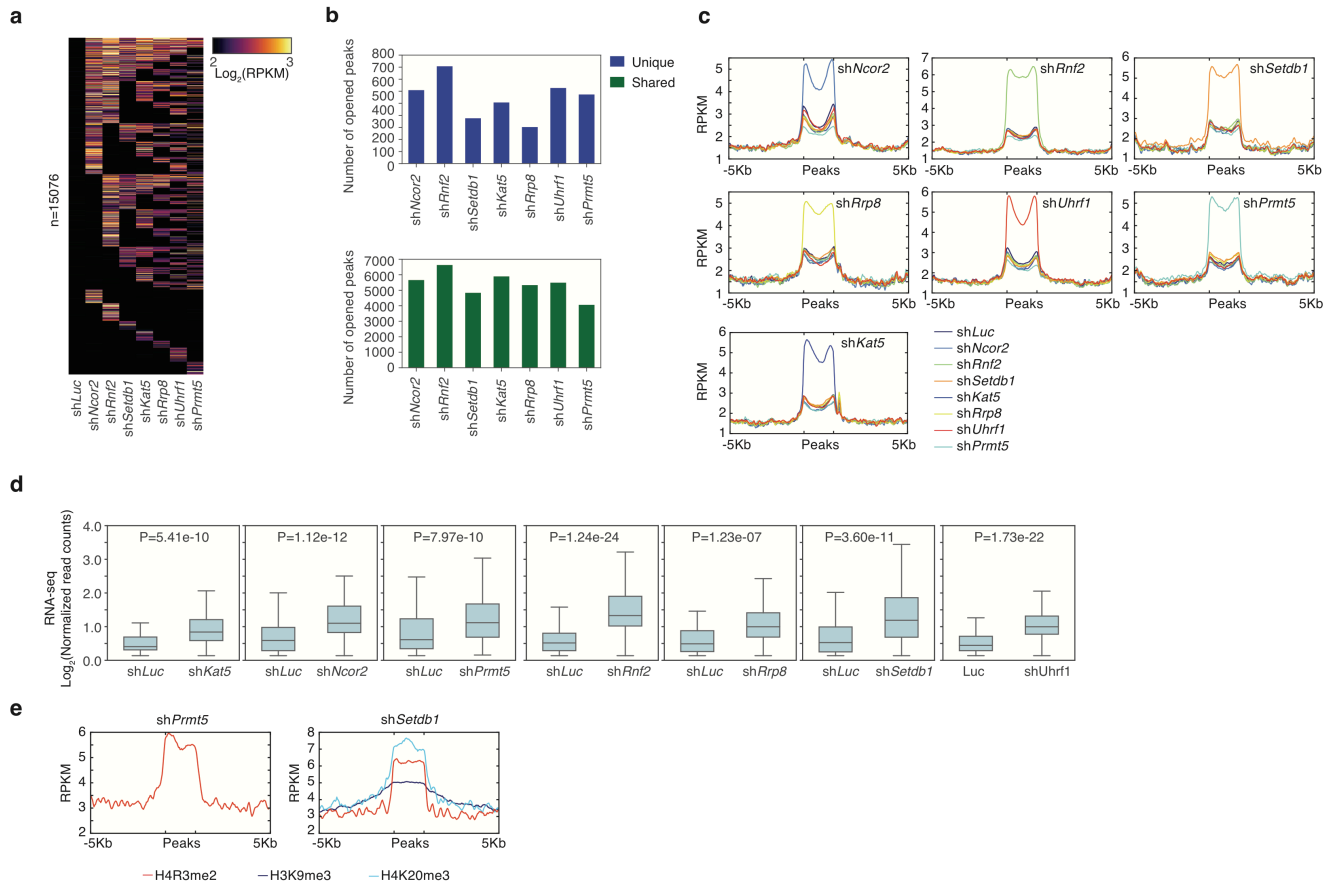 a
2
3
Log2(RPKM)
n=15076
shLuc
shNcor2
shRnf2
shSetdb1
shKat5
shRrp8
shUhrf1
shPrmt5
b
Number of opened peaks
800
700
600
500
400
300
200
100
0
Unique
Shared
shNcor2
shRnf2
shSetdb1
shKat5
shRrp8
shUhrf1
shPrmt5
Number of opened peaks
7000
6000
5000
4000
3000
2000
1000
0
shNcor2
shRnf2
shSetdb1
shKat5
shRrp8
shUhrf1
shPrmt5
c
RPKM
5
4
3
2
1
shNcor2
-5Kb Peaks 5Kb
7
6
5
4
3
2
1
shRnf2
-5Kb Peaks 5Kb
6
5
4
3
2
1
shSetdb1
-5Kb Peaks 5Kb
RPKM
5
4
3
2
1
shRrp8
-5Kb Peaks 5Kb
6
5
4
3
2
1
shUhrf1
-5Kb Peaks 5Kb
5
4
3
2
1
shPrmt5
-5Kb Peaks 5Kb
RPKM
6
5
4
3
2
1
shKat5
-5Kb Peaks 5Kb
shLuc
shNcor2
shRnf2
shSetdb1
shKat5
shRrp8
shUhrf1
shPrmt5
d
RNA-seq
Log2(Normalized read counts)
4.0
3.0
2.0
1.0
0.0
P=5.41e-10
shLuc shKat5
P=1.12e-12
shLuc shNcor2
P=7.97e-10
shLuc shPrmt5
P=1.24e-24
shLuc shRnf2
P=1.23e-07
shLuc shRrp8
P=3.60e-11
shLuc shSetdb1
P=1.73e-22
Luc shUhrf1
e
shPrmt5
RPKM
6
5
4
3
2
-5Kb Peaks 5Kb
shSetdb1
RPKM
8
7
6
5
4
3
2
-5Kb Peaks 5Kb
H4R3me2 H3K9me3 H4K20me3